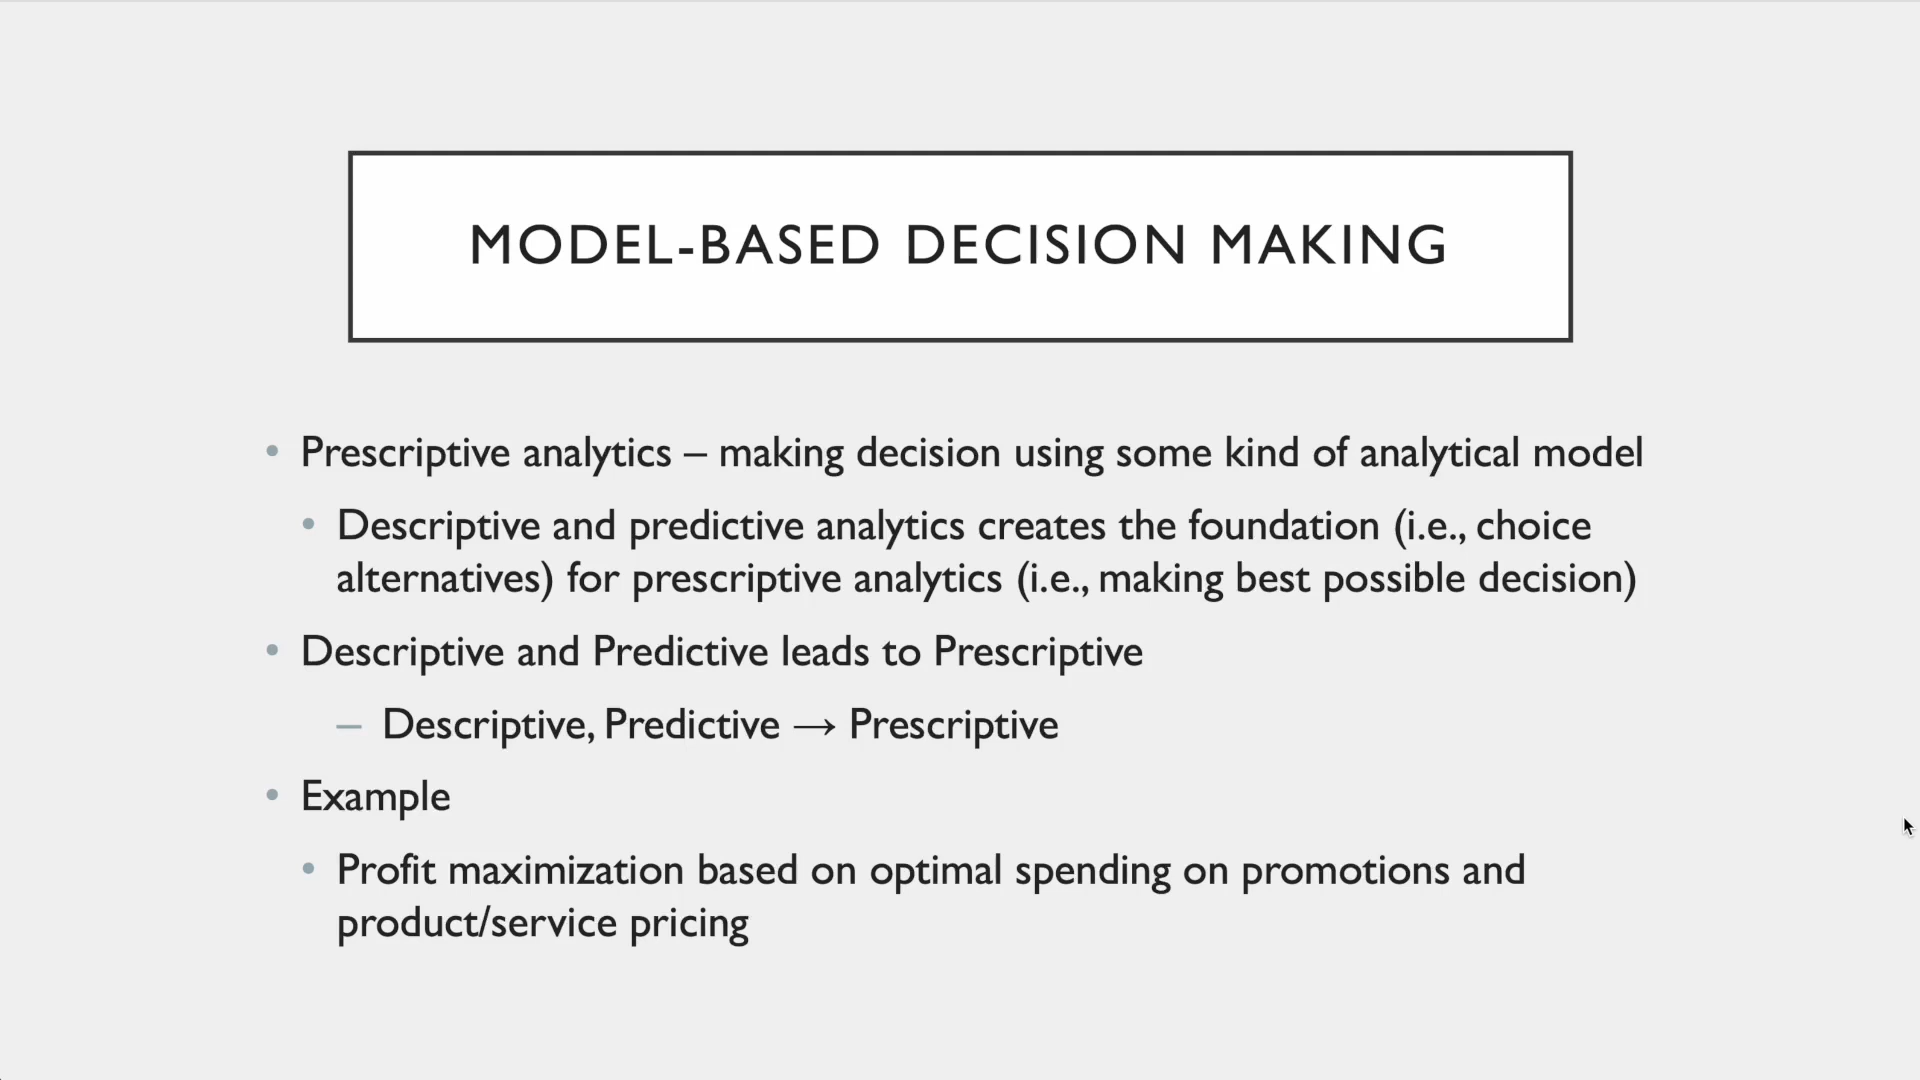 MODEL-BASED DECISION MAKING
• Prescriptive analytics – making decision using some kind of analytical model
• Descriptive and predictive analytics creates the foundation (i.e., choice
alternatives) for prescriptive analytics (i.e., making best possible decision)
• Descriptive and Predictive leads to Prescriptive
– Descriptive, Predictive → Prescriptive
• Example
• Profit maximization based on optimal spending on promotions and
product/service pricing